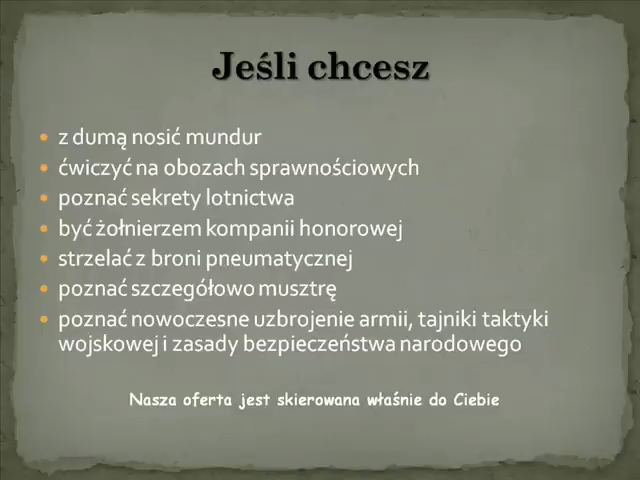 Jeśli chcesz
z dumą nosić mundur
ćwiczyć na obozach sprawnościowych
poznać sekrety lotnictwa
być żołnierzem kompanii honorowej
strzelać z broni pneumatycznej
poznać szczegółowo musztrę
poznać nowoczesne uzbrojenie armii, tajniki taktyki
wojskowej i zasady bezpieczeństwa narodowego
Nasza oferta jest skierowana właśnie do Ciebie